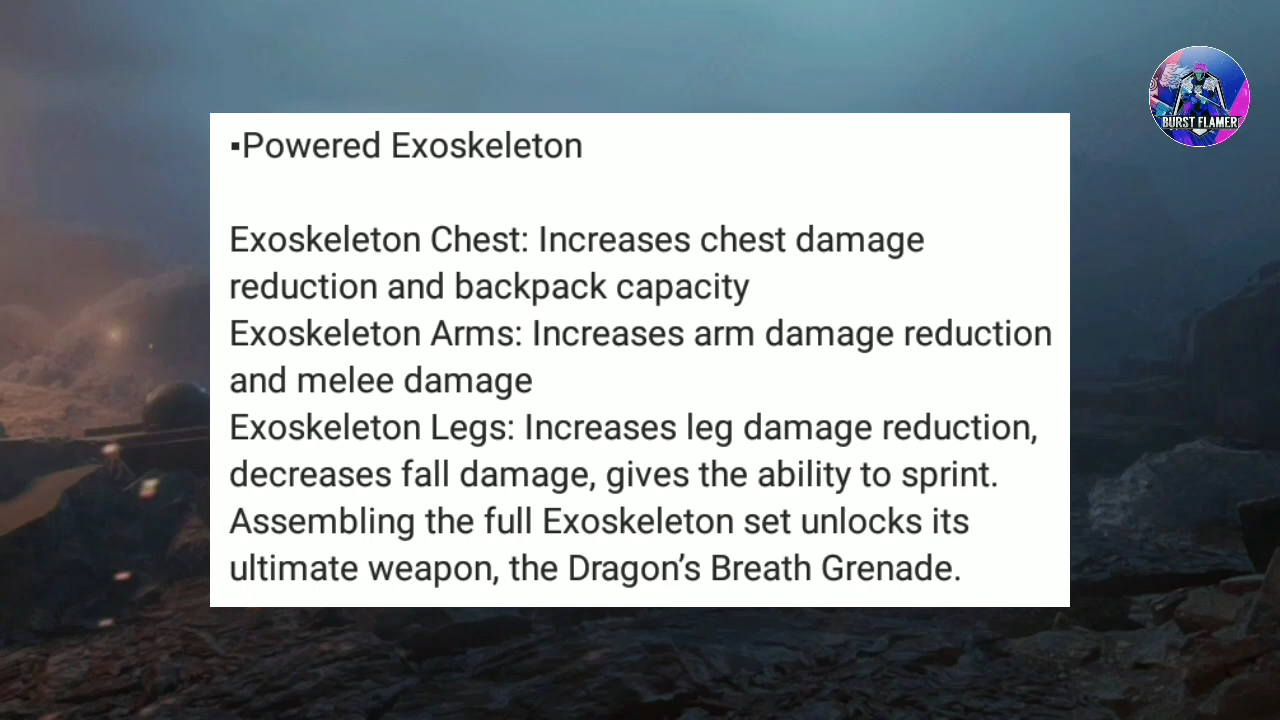 ▪Powered Exoskeleton
Exoskeleton Chest: Increases chest damage
reduction and backpack capacity
Exoskeleton Arms: Increases arm damage reduction
and melee damage
Exoskeleton Legs: Increases leg damage reduction,
decreases fall damage, gives the ability to sprint.
Assembling the full Exoskeleton set unlocks its
ultimate weapon, the Dragon’s Breath Grenade.
BURST FLAMER